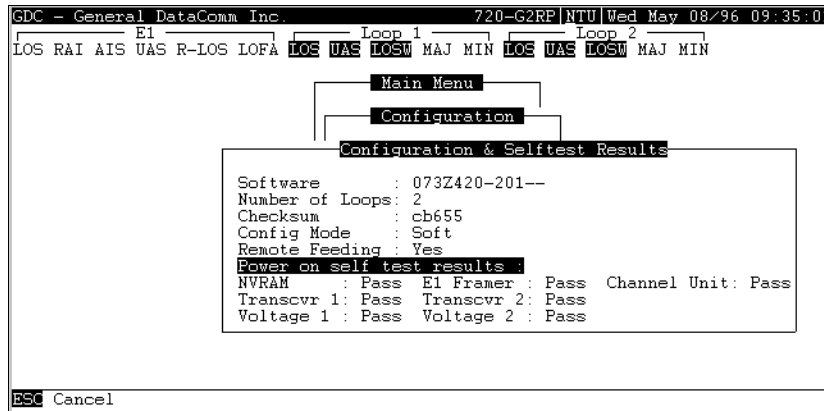 GDC - General DataComm Inc. 720-G2RP NTU Wed May 08/96 09:35:0
E1 Loop 1 Loop 2
LOS RAI AIS UAS R-LOS LOFA LOS UAS LOSW MAJ MIN LOS UAS LOSW MAJ MIN
Main Menu
Configuration
Configuration & Selftest Results
Software : 073Z420-201--
Number of Loops: 2
Checksum : cb655
Config Mode : Soft
Remote Feeding : Yes
Power on self test results :
NVRAM : Pass E1 Framer : Pass Channel Unit: Pass
Transcvr 1: Pass Transcvr 2: Pass
Voltage 1 : Pass Voltage 2 : Pass
ESC Cancel